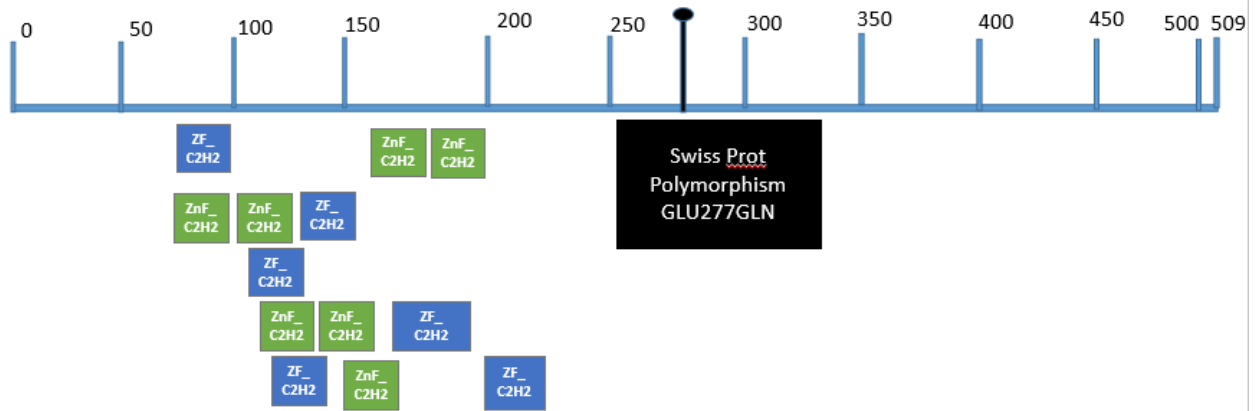 0 50 100 150 200 250 300 350 400 450 500 509
ZF_
C2H2
ZnF_
C2H2
ZnF_
C2H2
Swiss Prot
Polymorphism
GLU277GLN
ZnF_
C2H2
ZnF_
C2H2
ZF_
C2H2
ZF_
C2H2
ZnF_
C2H2
ZnF_
C2H2
ZF_
C2H2
ZF_
C2H2
ZnF_
C2H2
ZF_
C2H2